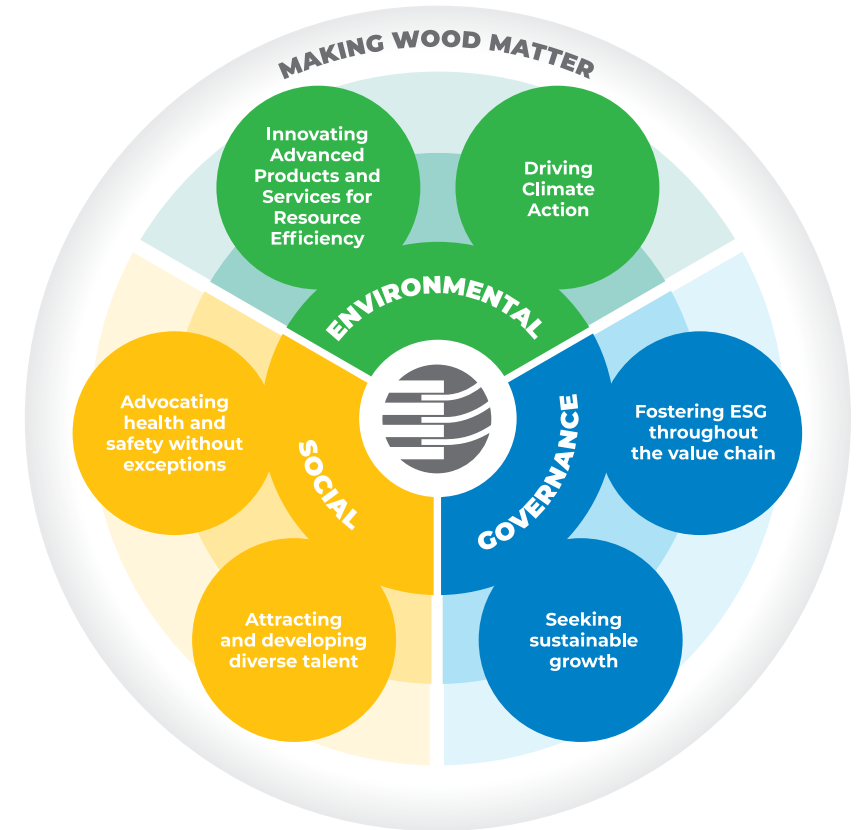 MAKING WOOD MATTER
Innovating
Advanced
Products and
Services for
Resource
Efficiency
Driving
Climate
Action
ENVIRONMENTAL
Advocating
health and
safety without
exceptions
SOCIAL
GOVERNANCE
Fostering ESG
throughout
the value chain
Attracting
and developing
diverse talent
Seeking
sustainable
growth